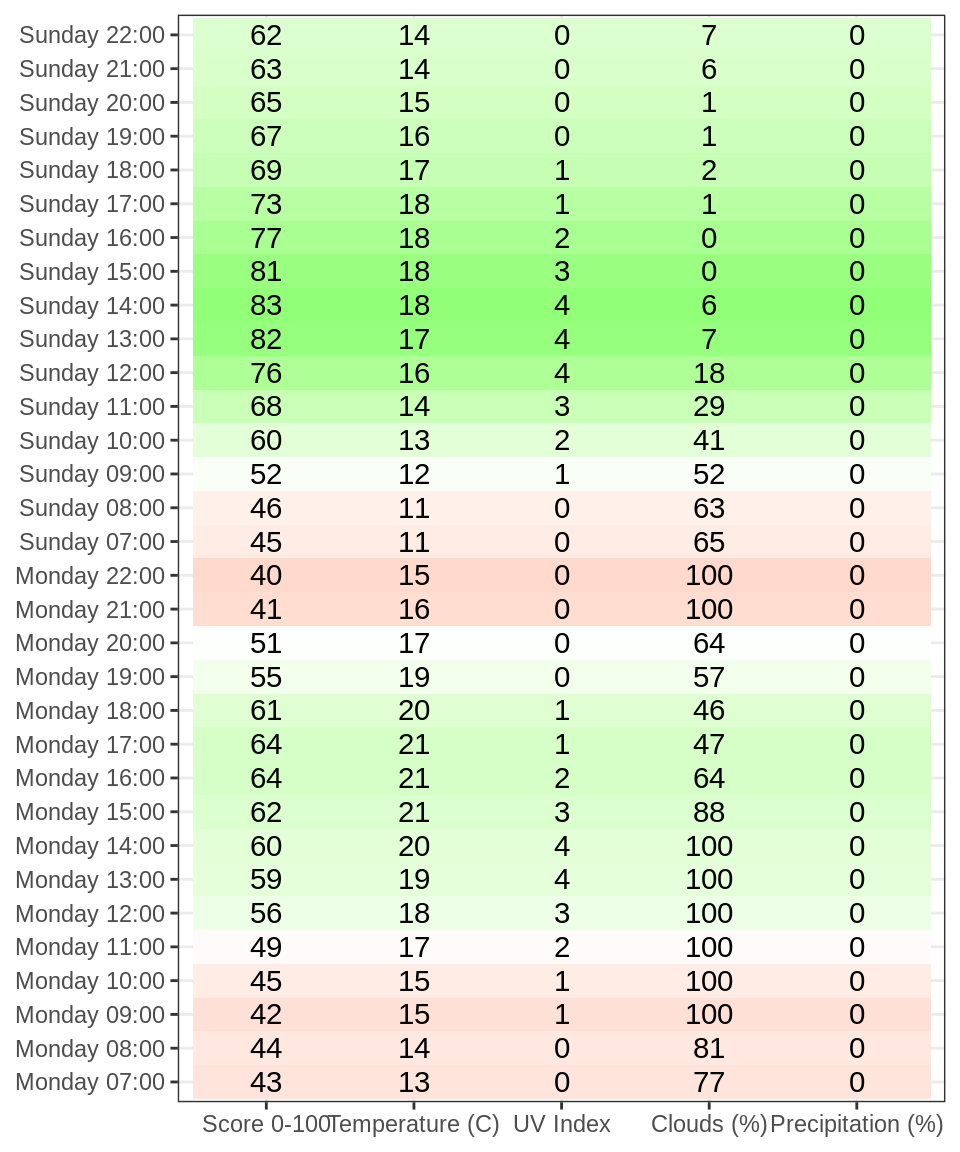 Sunday 22:00 62 14 0 7 0
Sunday 21:00 63 14 0 6 0
Sunday 20:00 65 15 0 1 0
Sunday 19:00 67 16 0 1 0
Sunday 18:00 69 17 1 2 0
Sunday 17:00 73 18 1 1 0
Sunday 16:00 77 18 2 0 0
Sunday 15:00 81 18 3 0 0
Sunday 14:00 83 18 4 6 0
Sunday 13:00 82 17 4 7 0
Sunday 12:00 76 16 4 18 0
Sunday 11:00 68 14 3 29 0
Sunday 10:00 60 13 2 41 0
Sunday 09:00 52 12 1 52 0
Sunday 08:00 46 11 0 63 0
Sunday 07:00 45 11 0 65 0
Monday 22:00 40 15 0 100 0
Monday 21:00 41 16 0 100 0
Monday 20:00 51 17 0 64 0
Monday 19:00 55 19 0 57 0
Monday 18:00 61 20 1 46 0
Monday 17:00 64 21 1 47 0
Monday 16:00 64 21 2 64 0
Monday 15:00 62 21 3 88 0
Monday 14:00 60 20 4 100 0
Monday 13:00 59 19 4 100 0
Monday 12:00 56 18 3 100 0
Monday 11:00 49 17 2 100 0
Monday 10:00 45 15 1 100 0
Monday 09:00 42 15 1 100 0
Monday 08:00 44 14 0 81 0
Monday 07:00 43 13 0 77 0
Score 0-100 Temperature (C) UV Index Clouds (%) Precipitation (%)